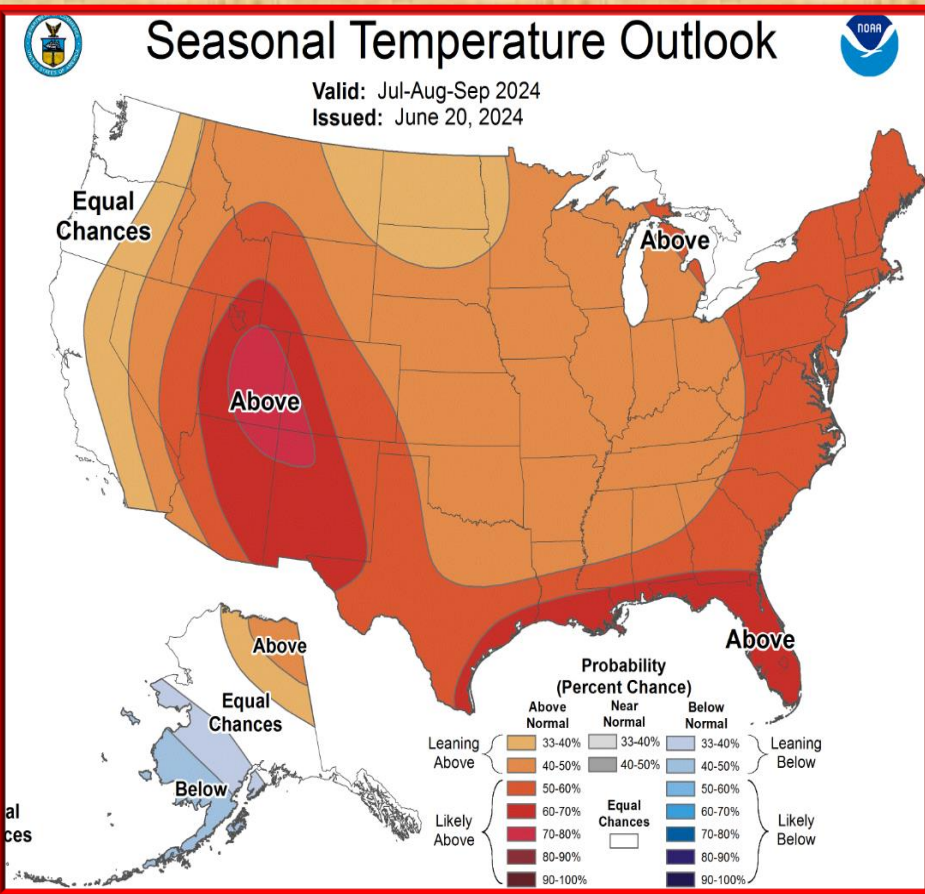 NOAA
Seasonal Temperature Outlook
Valid: Jul-Aug-Sep 2024
Issued: June 20, 2024
Equal
Chances
Above
Above
Above
Above
Equal
Chances
Below
al
ces
Probability
(Percent Chance)
Above
Normal
Near
Normal
Below
Normal
Leaning
Above
33-40%
40-50%
33-40%
40-50%
33-40%
40-50%
Leaning
Below
Likely
Above
50-60%
60-70%
70-80%
80-90%
90-100%
Equal
Chances
50-60%
60-70%
70-80%
80-90%
90-100%
Likely
Below